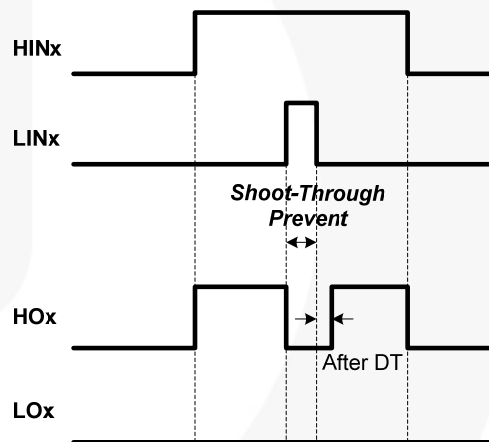 HINx
LINx
Shoot-Through
Prevent
HOx
After DT
LOx